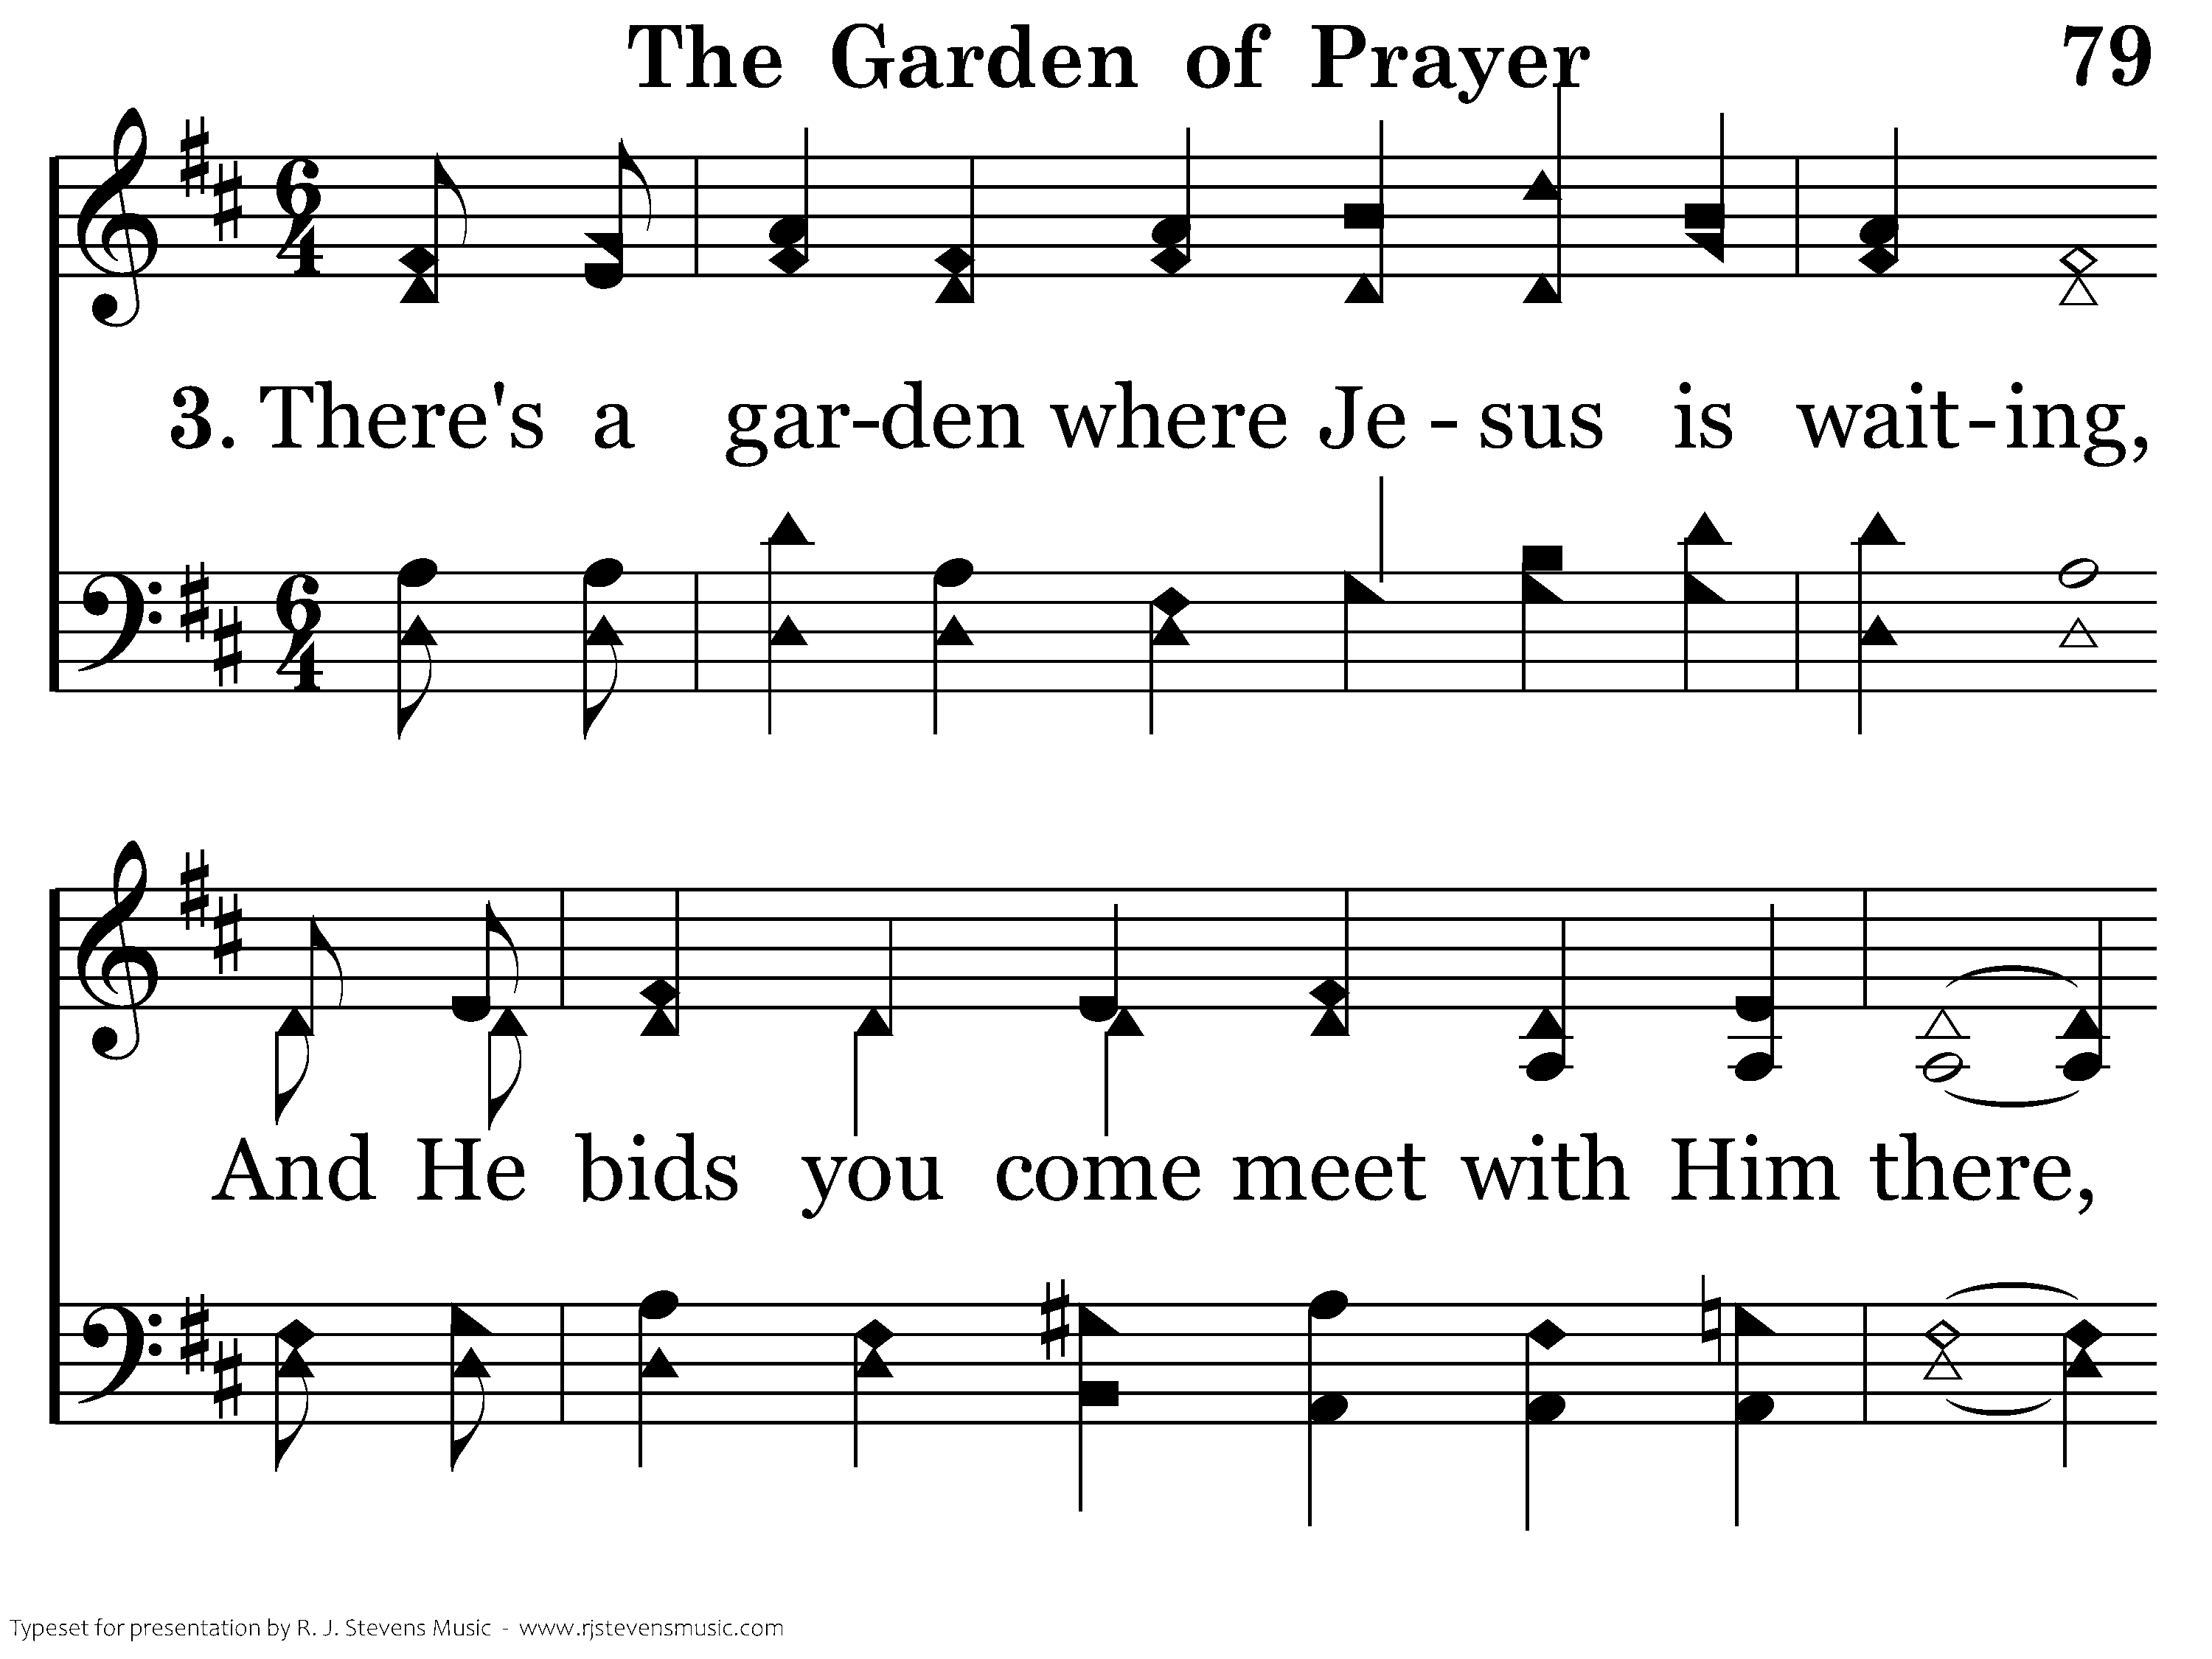 The Garden of Prayer 79
3. There's a gar-den where Je - sus is wait-ing,
And He bids you come meet with Him there,
Typeset for presentation by R. J. Stevens Music - www.rjstevensmusic.com